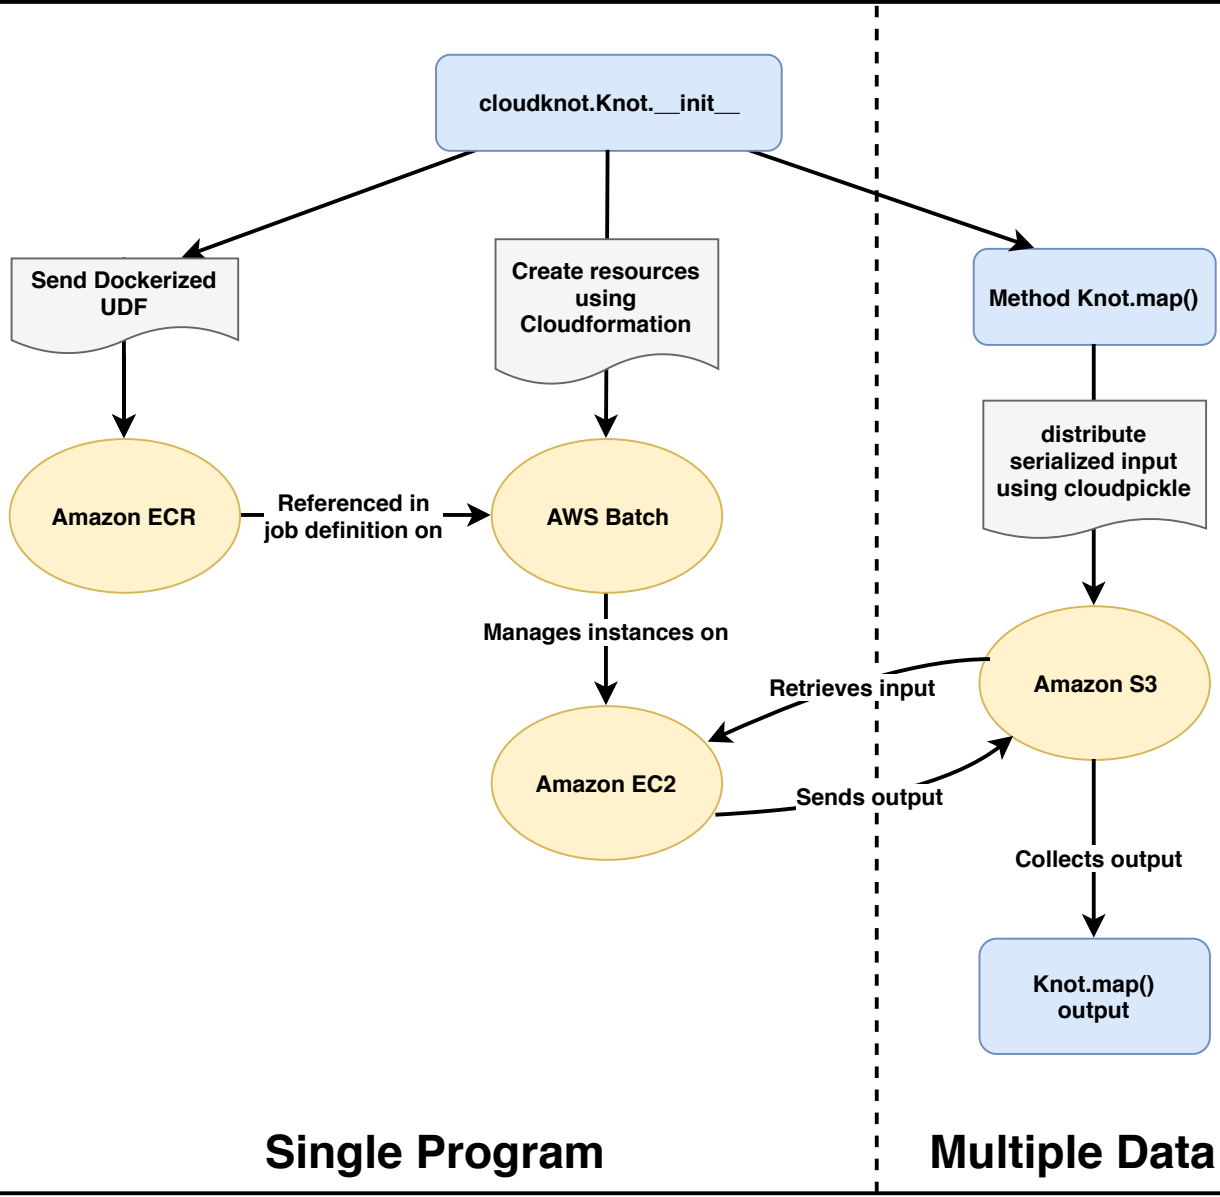 cloudknot.Knot.__init__
Send Dockerized
UDF
Create resources
using
Cloudformation
Method Knot.map()
distribute
serialized input
using cloudpickle
Amazon ECR
Referenced in
job definition on
AWS Batch
Manages instances on
Retrieves input
Amazon S3
Amazon EC2
Sends output
Collects output
Knot.map()
output
Single Program
Multiple Data